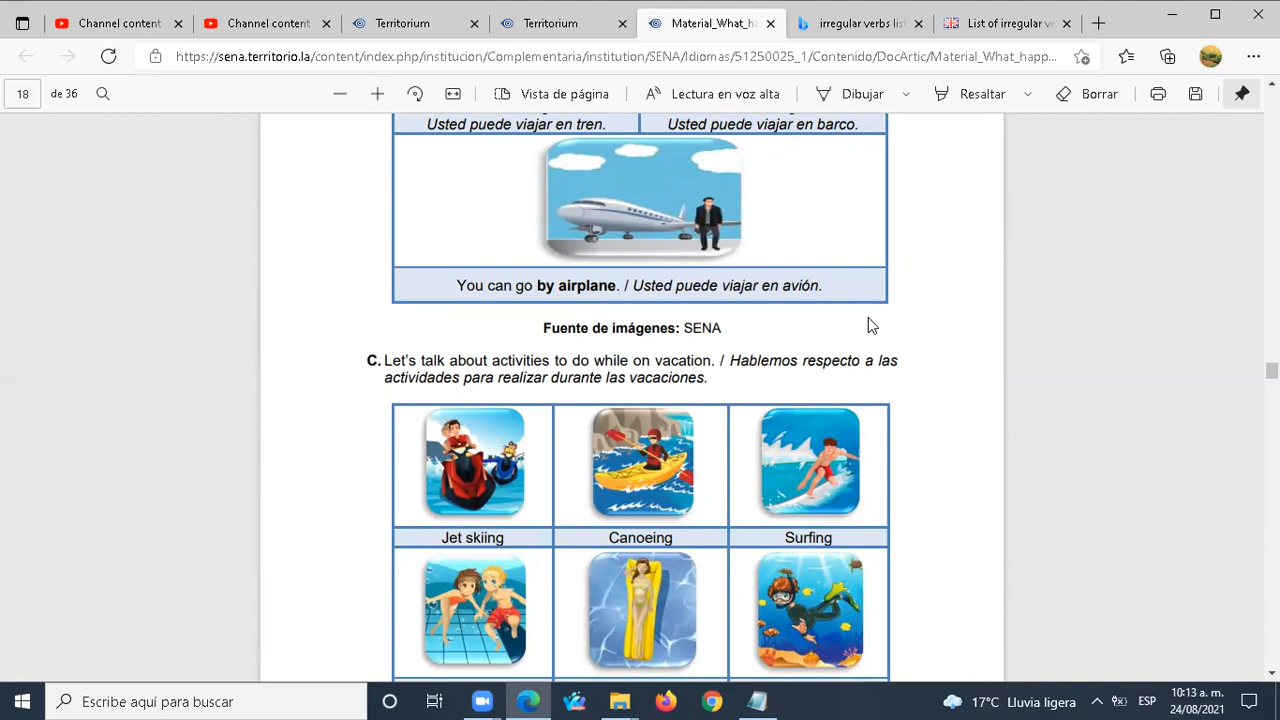 Channel content
Channel content
Territorium
Territorium
Material_What_h
irregular verbs list
List of irregular ve
https://sena.territorio.la/content/index.php/institucion/Complementaria/institution/SENA/Idiomas/51250025_1/Contenido/DocArtic/Material_What_happ...
18 de 36
Vista de página
Lectura en voz alta
Dibujar
Resaltar
Borrar
Usted puede viajar en tren.
Usted puede viajar en barco.
You can go by airplane. / Usted puede viajar en avión.
Fuente de imágenes: SENA
C. Let's talk about activities to do while on vacation. / Hablemos respecto a las
actividades para realizar durante las vacaciones.
Jet skiing
Canoeing
Surfing
Escribe aquí para buscar
17°C Lluvia ligera
ESP
10:13 a. m.
24/08/2021